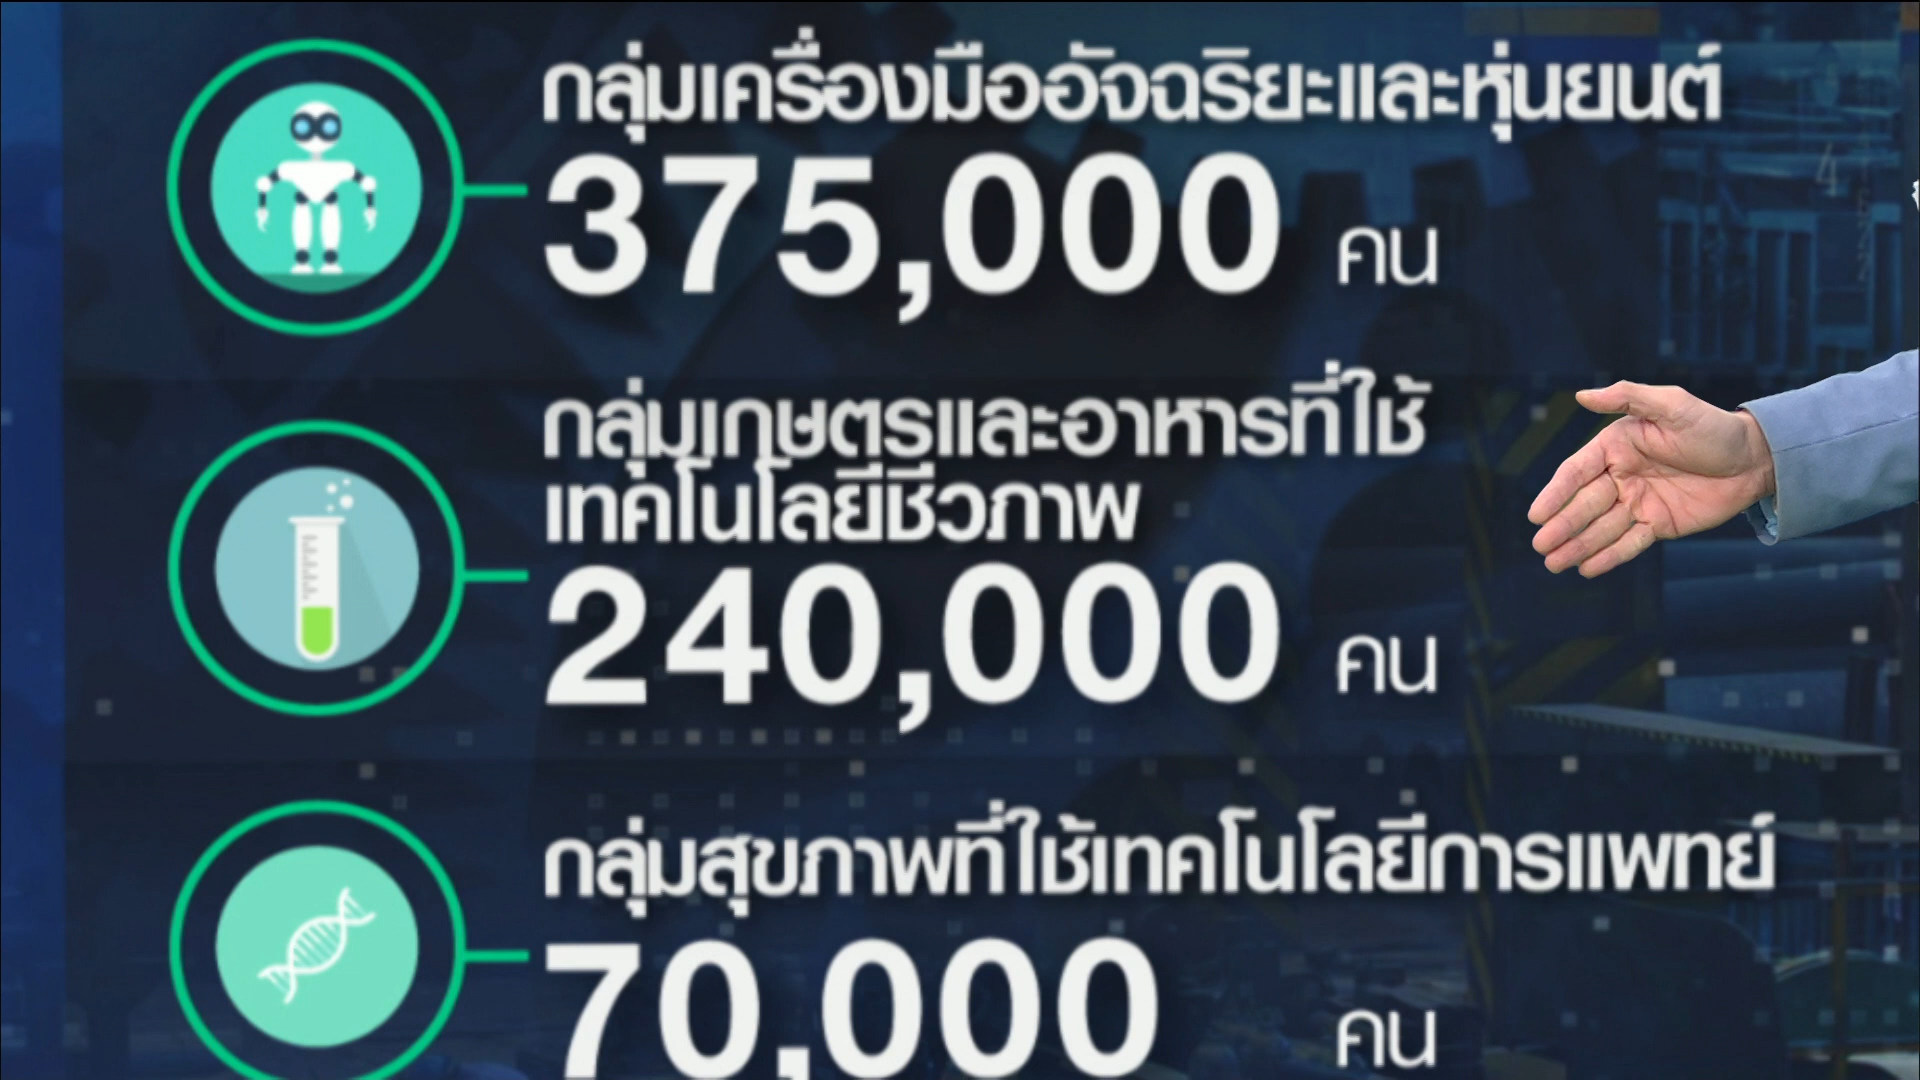 กลุ่มเครื่องมืออัจฉริยะและหุ่นยนต์
375,000 คน
กลุ่มเกษตรและอาหารที่ใช้
เทคโนโลยีชีวภาพ
240,000 คน
กลุ่มสุขภาพที่ใช้เทคโนโลยีการแพทย์
70,000 คน